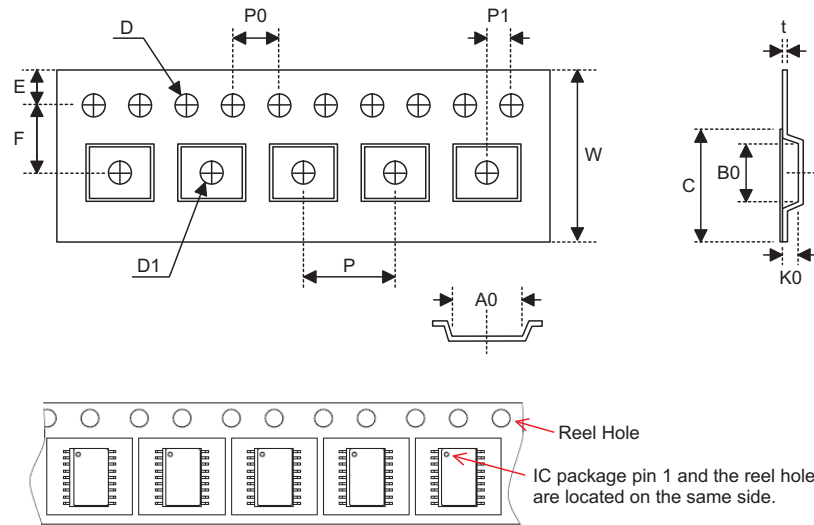 D
P0
P1
t
E
F
W
C
B0
D1
P
K0
A0
Reel Hole
IC package pin 1 and the reel hole
are located on the same side.